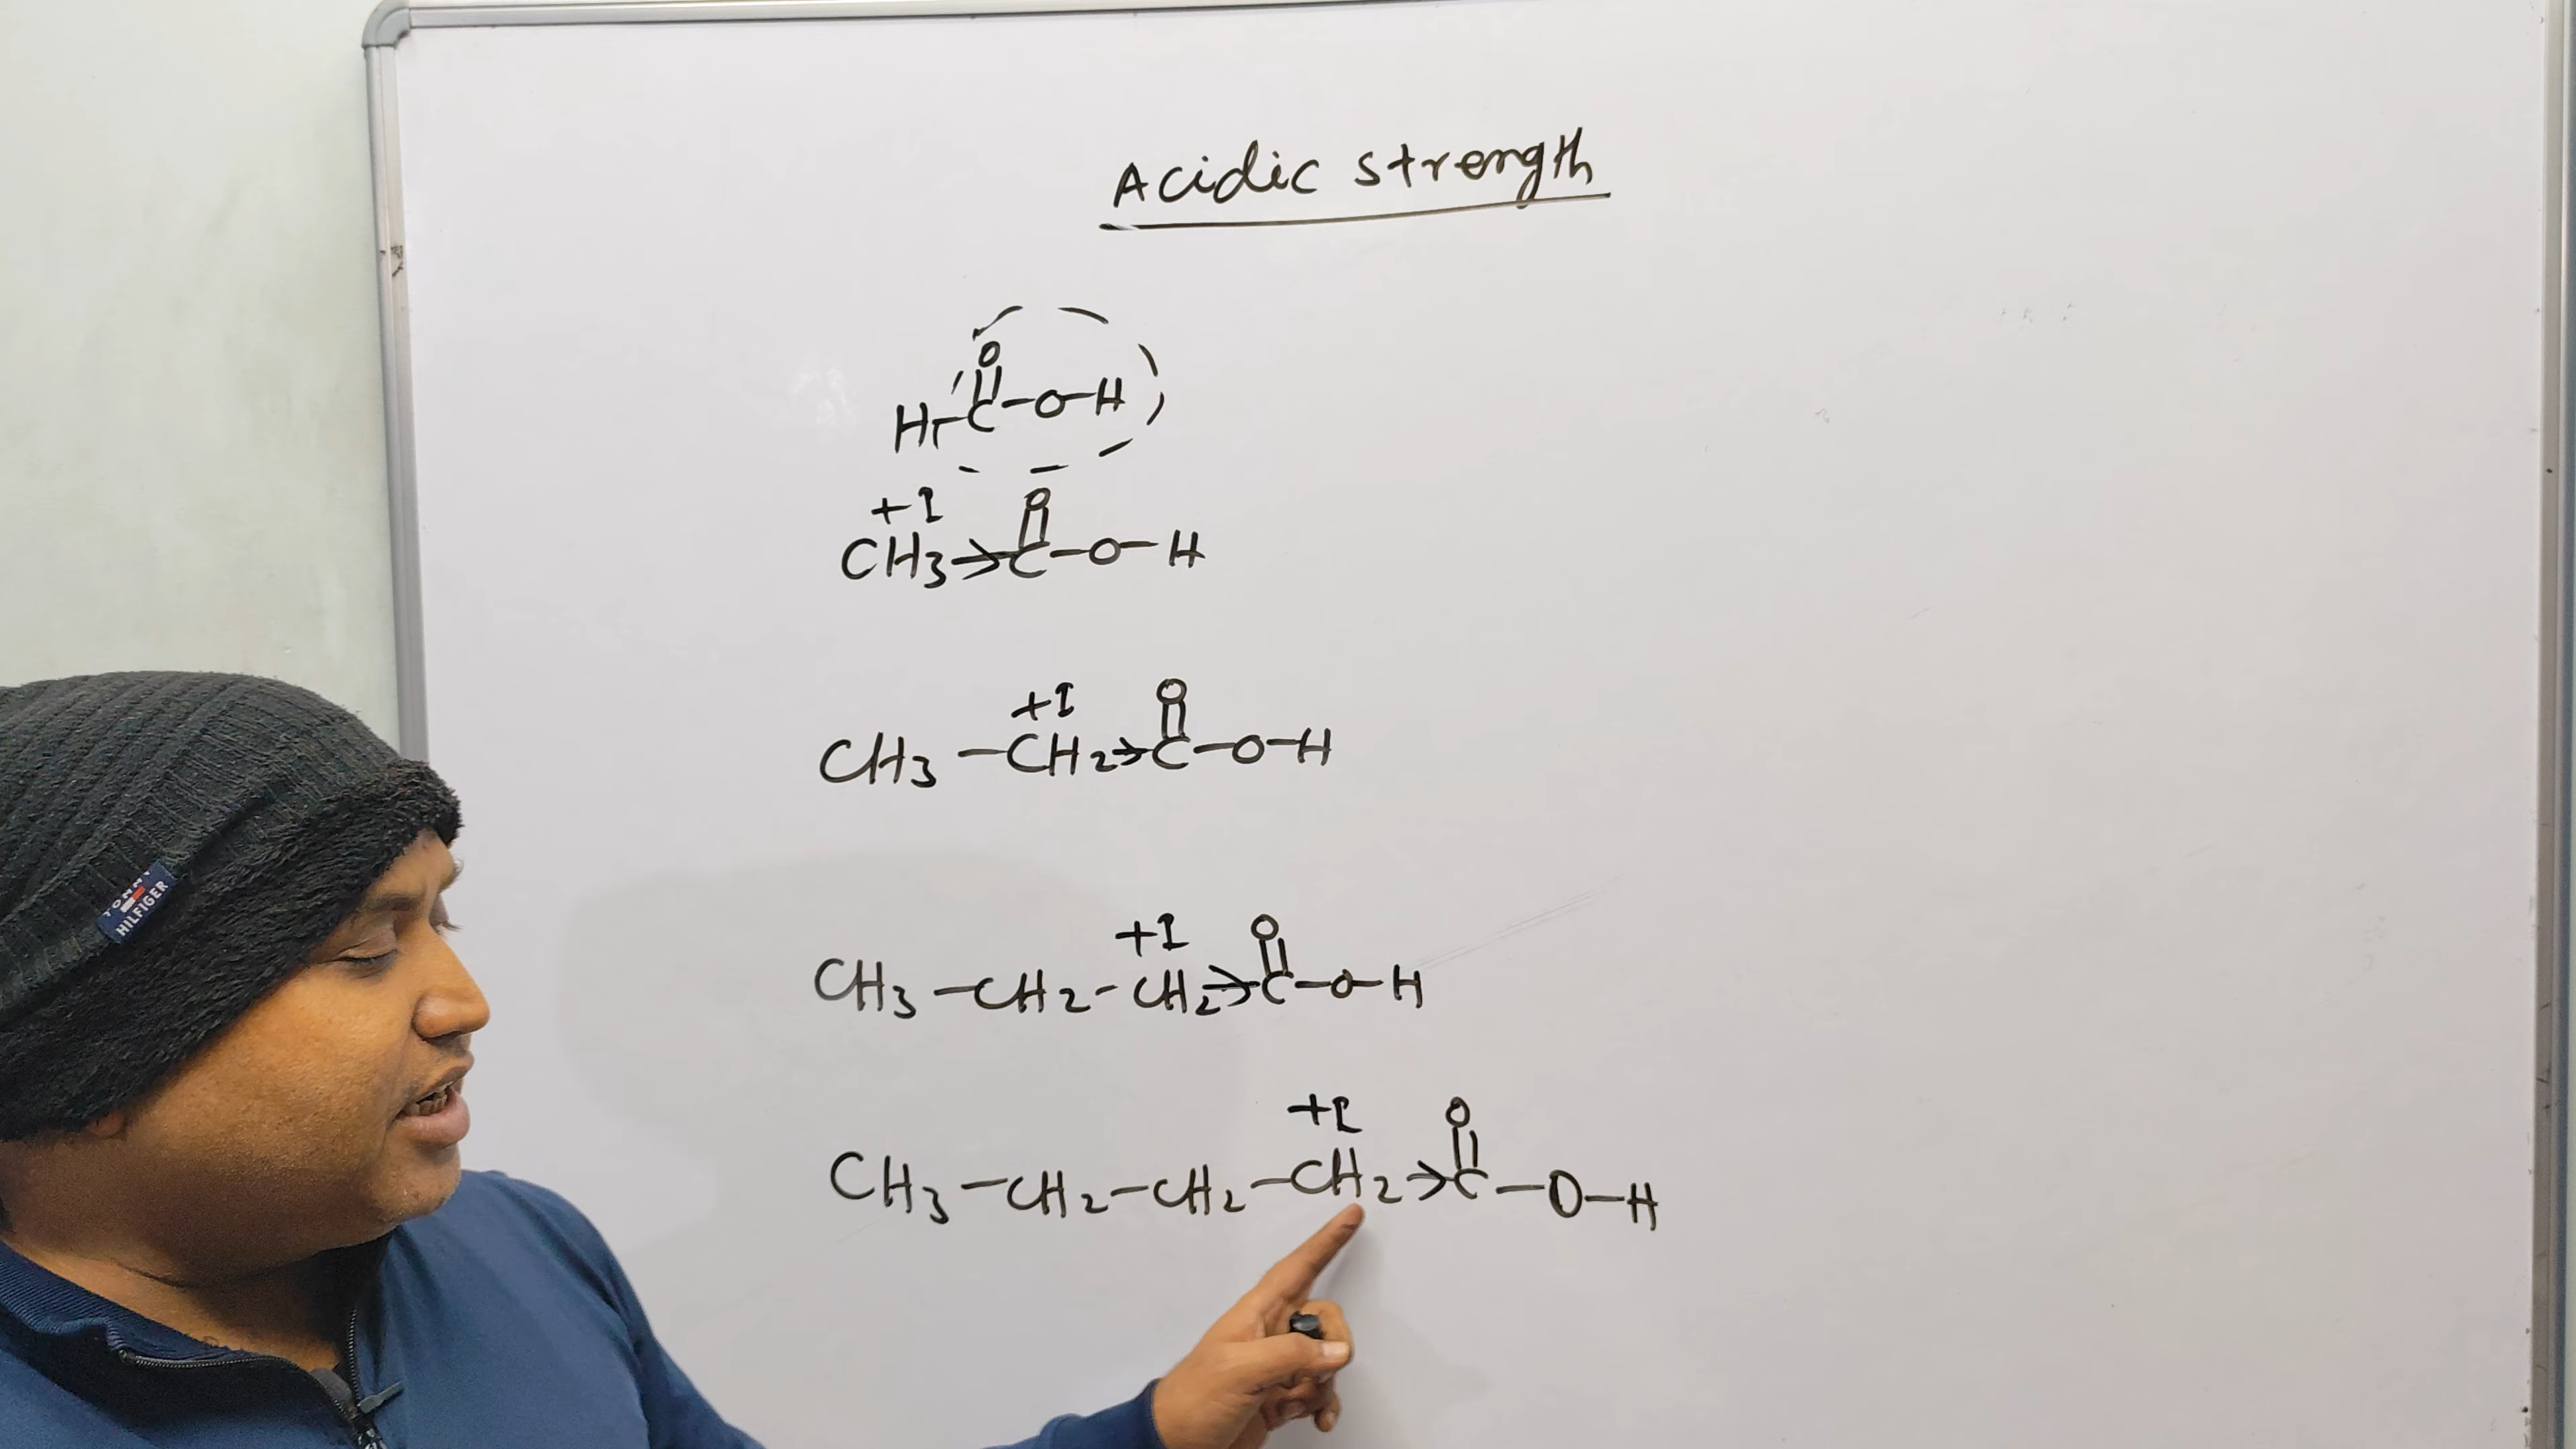 Acidic strength
O
H-C-O-H
+I O
CH3→C-O-H
+I O
CH3-CH2→C-O-H
+I O
CH3-CH2-CH2→C-O-H
+I O
CH3-CH2-CH2-CH2→C-O-H
TOMMY
HILFIGER